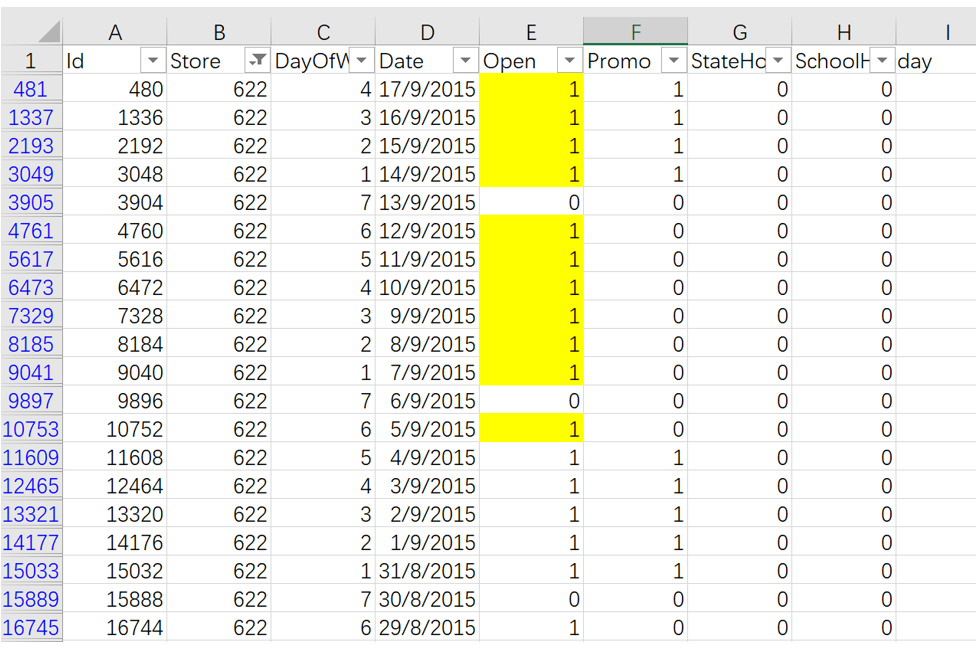 A B C D E F G H I
1 Id Store DayOfW Date Open Promo StateHo SchoolH day
481 480 622 4 17/9/2015 1 1 0 0
1337 1336 622 3 16/9/2015 1 1 0 0
2193 2192 622 2 15/9/2015 1 1 0 0
3049 3048 622 1 14/9/2015 1 1 0 0
3905 3904 622 7 13/9/2015 0 0 0 0
4761 4760 622 6 12/9/2015 1 0 0 0
5617 5616 622 5 11/9/2015 1 0 0 0
6473 6472 622 4 10/9/2015 1 0 0 0
7329 7328 622 3 9/9/2015 1 0 0 0
8185 8184 622 2 8/9/2015 1 0 0 0
9041 9040 622 1 7/9/2015 1 0 0 0
9897 9896 622 7 6/9/2015 0 0 0 0
10753 10752 622 6 5/9/2015 1 0 0 0
11609 11608 622 5 4/9/2015 1 1 0 0
12465 12464 622 4 3/9/2015 1 1 0 0
13321 13320 622 3 2/9/2015 1 1 0 0
14177 14176 622 2 1/9/2015 1 1 0 0
15033 15032 622 1 31/8/2015 1 1 0 0
15889 15888 622 7 30/8/2015 0 0 0 0
16745 16744 622 6 29/8/2015 1 0 0 0